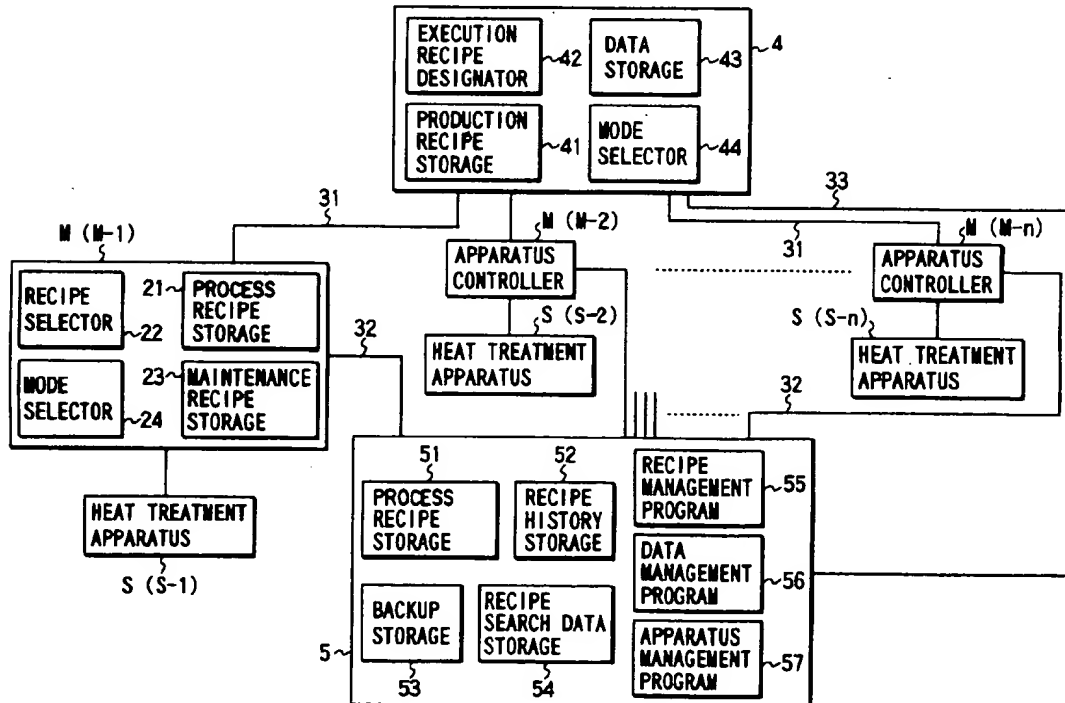 EXECUTION
RECIPE
DESIGNATOR
42
DATA
STORAGE
43
4
PRODUCTION
RECIPE
STORAGE
41
MODE
SELECTOR
44
31
33
M (M-1)
M (M-2)
31
M (M-n)
RECIPE
SELECTOR
22
21
PROCESS
RECIPE
STORAGE
APPARATUS
CONTROLLER
APPARATUS
CONTROLLER
32
S (S-2)
S (S-n)
MODE
SELECTOR
24
23
MAINTENANCE
RECIPE
STORAGE
HEAT TREATMENT
APPARATUS
HEAT TREATMENT
APPARATUS
32
HEAT TREATMENT
APPARATUS
S (S-1)
51
PROCESS
RECIPE
STORAGE
52
RECIPE
HISTORY
STORAGE
RECIPE
MANAGEMENT
PROGRAM
55
DATA
MANAGEMENT
PROGRAM
56
5
BACKUP
STORAGE
53
RECIPE
SEARCH DATA
STORAGE
54
APPARATUS
MANAGEMENT
PROGRAM
57